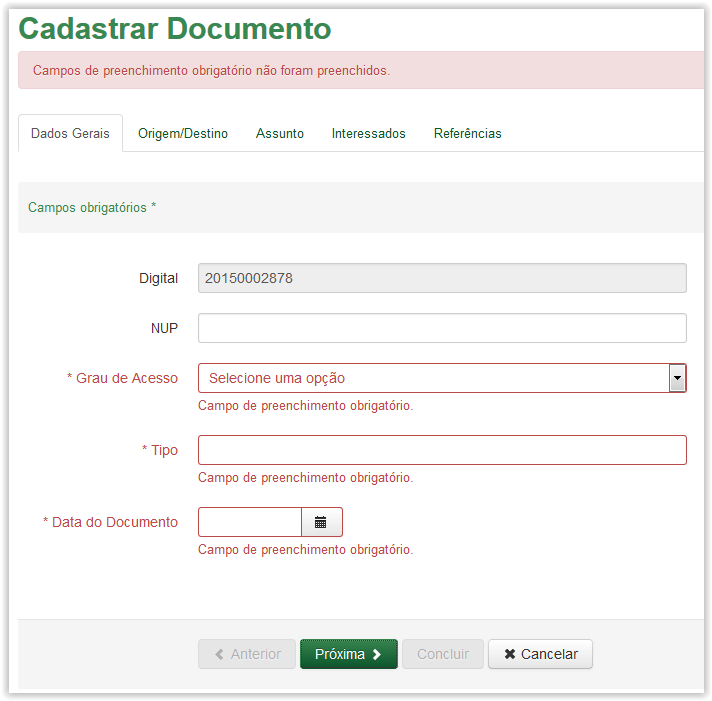 Cadastrar Documento
Campos de preenchimento obrigatório não foram preenchidos.
Dados Gerais Origem/Destino Assunto Interessados Referências
Campos obrigatórios *
Digital 20150002878
NUP
* Grau de Acesso Selecione uma opção
Campo de preenchimento obrigatório.
* Tipo
Campo de preenchimento obrigatório.
* Data do Documento
Campo de preenchimento obrigatório.
Anterior Próxima Concluir Cancelar